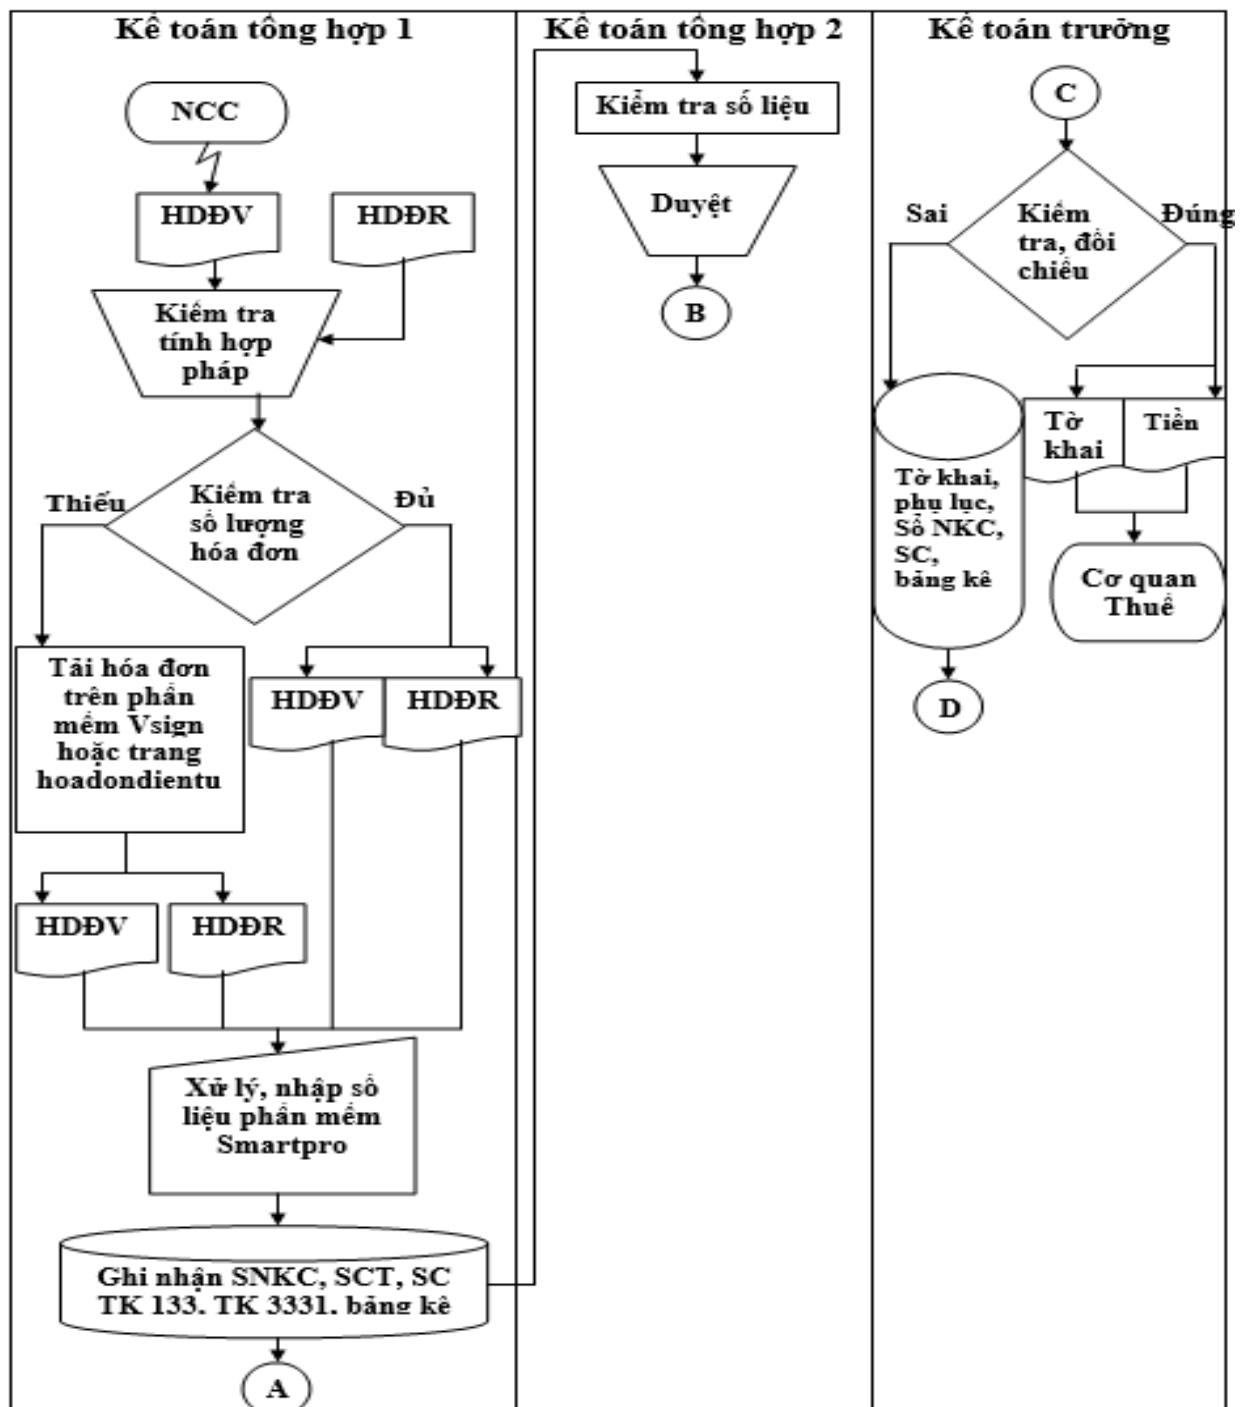 Kế toán tổng hợp 1
NCC
HDĐV
HDĐR
Kiểm tra
tính hợp
pháp
Thiếu
Kiểm tra
số lượng
hóa đơn
Đủ
Tải hóa đơn
trên phần
mềm Vsign
hoặc trang
hoadondientu
HDĐV
HDĐR
HDĐV
HDĐR
Xử lý, nhập số
liệu phần mềm
Smartpro
Ghi nhận SNKC, SCT, SC
TK 133, TK 3331, bảng kê
A
Kế toán tổng hợp 2
Kiểm tra số liệu
Duyệt
B
Kế toán trưởng
C
Sai
Kiểm
tra, đối
chiếu
Đúng
Tờ khai,
phụ lục,
Sổ NKC,
SC,
bảng kê
Tờ
khai
Tiền
Cơ quan
Thuế
D